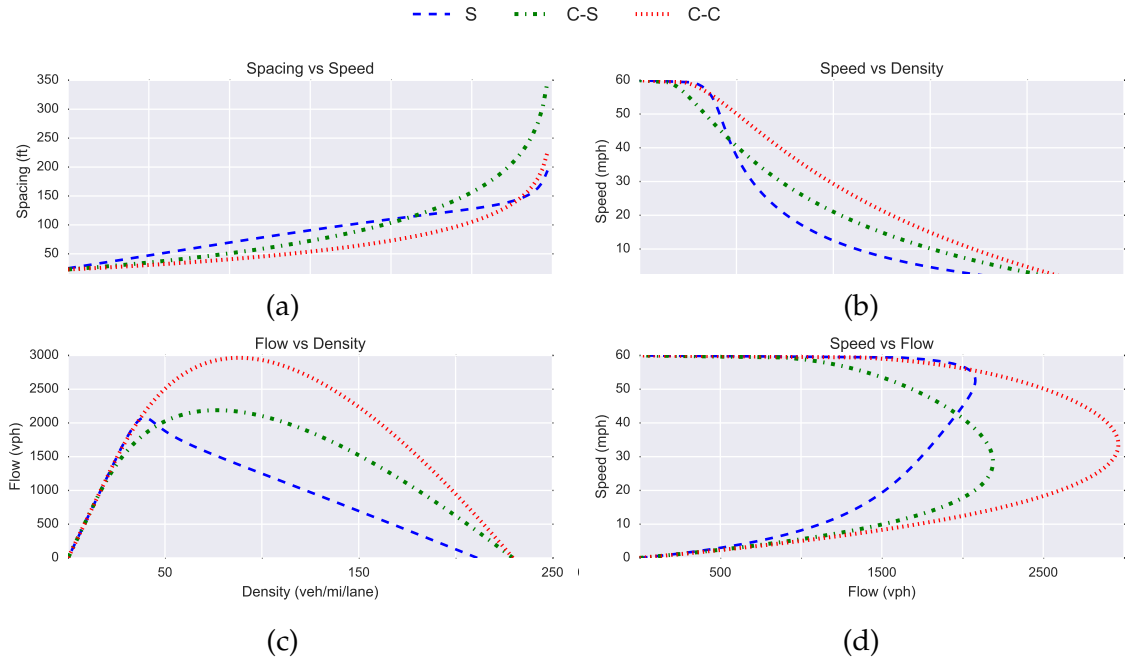 S C-S C-C
Spacing vs Speed
Speed vs Density
350
300
250
200
150
100
50
Spacing (ft)
60
50
40
30
20
10
Speed (mph)
(a)
(b)
Flow vs Density
Speed vs Flow
3000
2500
2000
1500
1000
500
0
Flow (vph)
50 150 250
Density (veh/mi/lane)
60
50
40
30
20
10
0
Speed (mph)
500 1500 2500
Flow (vph)
(c)
(d)